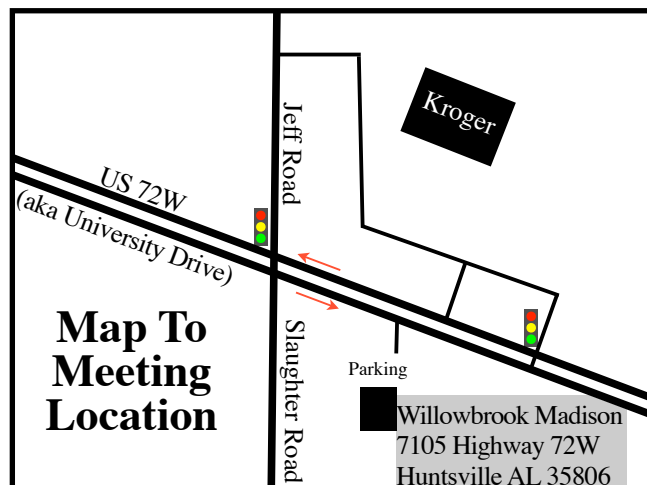 Kroger
Jeff Road
US 72W
(aka University Drive)
Map To
Meeting
Location
Slaughter Road
Parking
Willowbrook Madison
7105 Highway 72W
Huntsville AL 35806